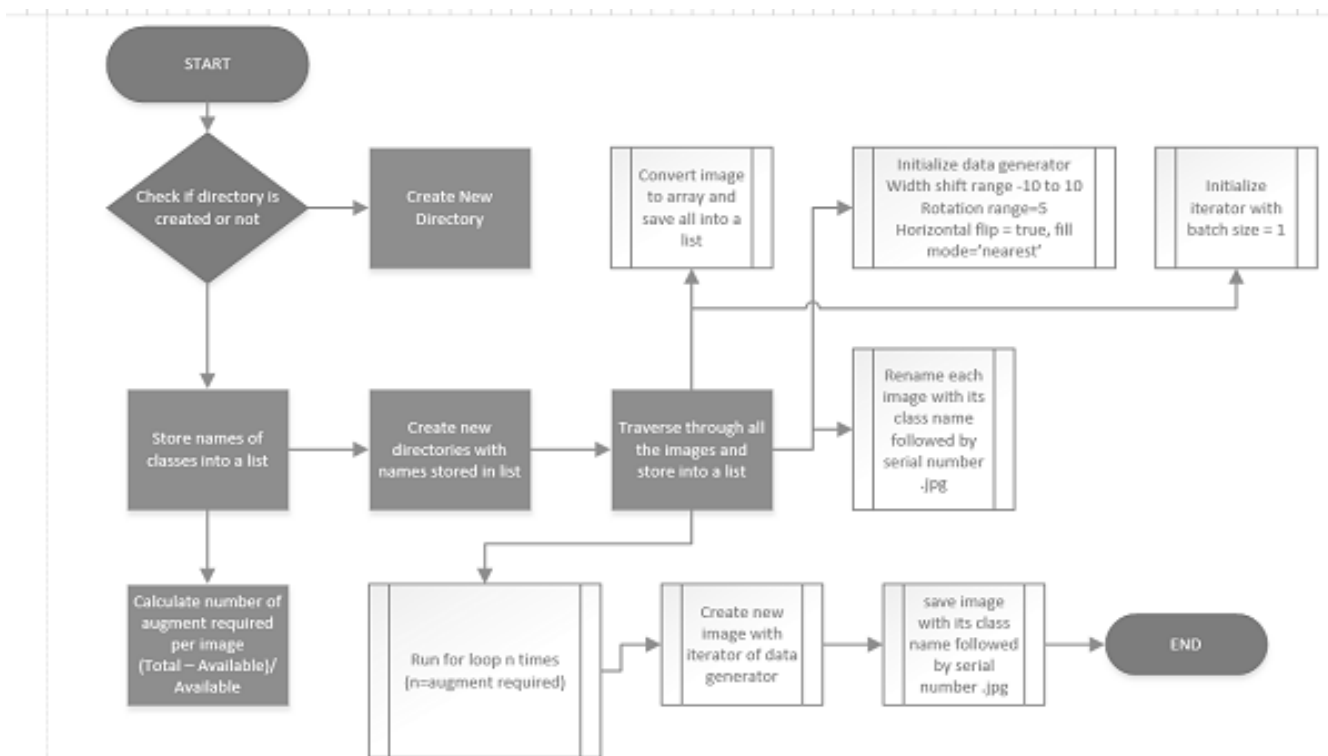 START
Check if directory is
created or not
Create New
Directory
Convert image
to array and
save all into a
list
Initialize data generator
Width shift range -10 to 10
Rotation range=5
Horizontal flip = true, fill
mode='nearest'
Initialize
iterator with
batch size = 1
Store names of
classes into a list
Create new
directories with
names stored in list
Traverse through all
the images and
store into a list
Rename each
image with its
class name
followed by
serial number
.jpg
Calculate number of
augment required
per image
(Total – Available)/
Available
Run for loop n times
(n=augment required)
Create new
image with
iterator of data
generator
save image
with its class
name followed
by serial
number .jpg
END